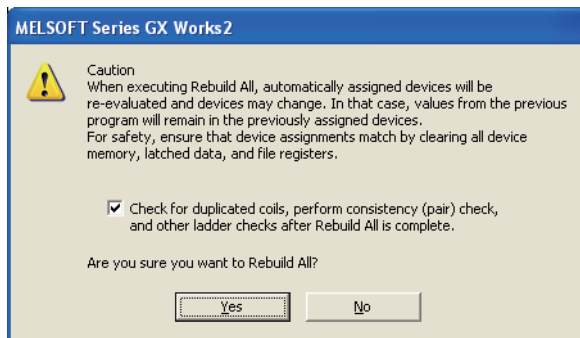 MELSOFT Series GX Works2
Caution
When executing Rebuild All, automatically assigned devices will be
re-evaluated and devices may change. In that case, values from the previous
program will remain in the previously assigned devices.
For safety, ensure that device assignments match by clearing all device
memory, latched data, and file registers.
Check for duplicated coils, perform consistency (pair) check,
and other ladder checks after Rebuild All is complete.
Are you sure you want to Rebuild All?
Yes No